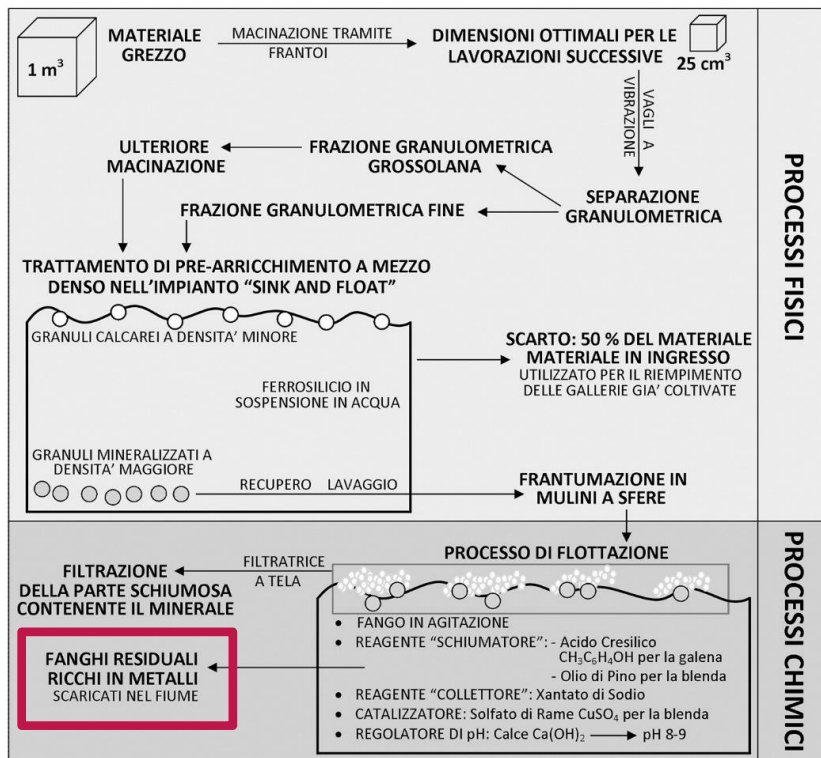 1 m³
MATERIALE
GREZZO
MACINAZIONE TRAMITE
FRANTOI
DIMENSIONI OTTIMALI PER LE
LAVORAZIONI SUCCESSIVE
25 cm³
VAGLI A
VIBRAZIONE
ULTERIORE
MACINAZIONE
FRAZIONE GRANULOMETRICA
GROSSOLANA
SEPARAZIONE
GRANULOMETRICA
FRAZIONE GRANULOMETRICA FINE
TRATTAMENTO DI PRE-ARRICCHIMENTO A MEZZO
DENSO NELL'IMPIANTO “SINK AND FLOAT”
GRANULI CALCAREI A DENSITA’ MINORE
FERROSILICIO IN
SOSPENSIONE IN ACQUA
GRANULI MINERALIZZATI A
DENSITA’ MAGGIORE
RECUPERO LAVAGGIO
SCARTO: 50 % DEL MATERIALE
MATERIALE IN INGRESSO
UTILIZZATO PER IL RIEMPIMENTO
DELLE GALLERIE GIA’ COLTIVATE
FRANTUMAZIONE IN
MULINI A SFERE
PROCESSI FISICI
PROCESSO DI FLOTTAZIONE
FILTRATRICE
A TELA
FILTRAZIONE
DELLA PARTE SCHIUMOSA
CONTENENTE IL MINERALE
FANGHI RESIDUALI
RICCHI IN METALLI
SCARICATI NEL FIUME
• FANGO IN AGITAZIONE
• REAGENTE “SCHIUMATORE”: - Acido Cresilico
CH₃C₆H₄OH per la galena
- Olio di Pino per la blenda
• REAGENTE “COLLETTORE”: Xantato di Sodio
• CATALIZZATORE: Solfato di Rame CuSO₄ per la blenda
• REGOLATORE DI pH: Calce Ca(OH)₂ → pH 8-9
PROCESSI CHIMICI